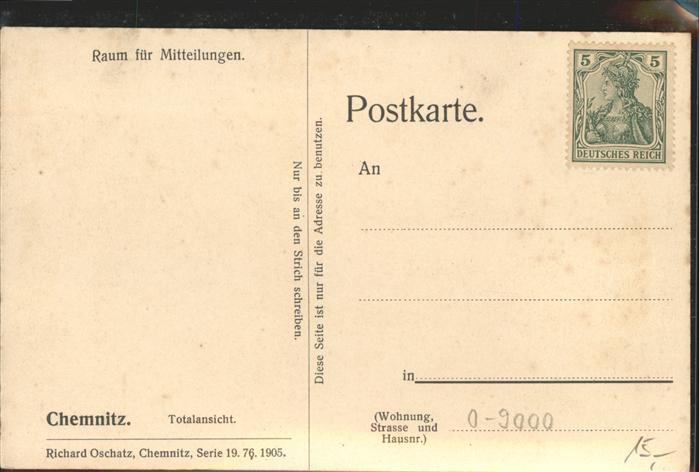 Raum für Mitteilungen.
Nur bis an den Strich schreiben.
Diese Seite ist nur für die Adresse zu benutzen.
Chemnitz. Totalansicht.
Richard Oschatz, Chemnitz, Serie 19. 76. 1905.
Postkarte.
5 5
DEUTSCHES REICH
An
in
(Wohnung,
Strasse und
Hausnr.)
0-9000
15,-